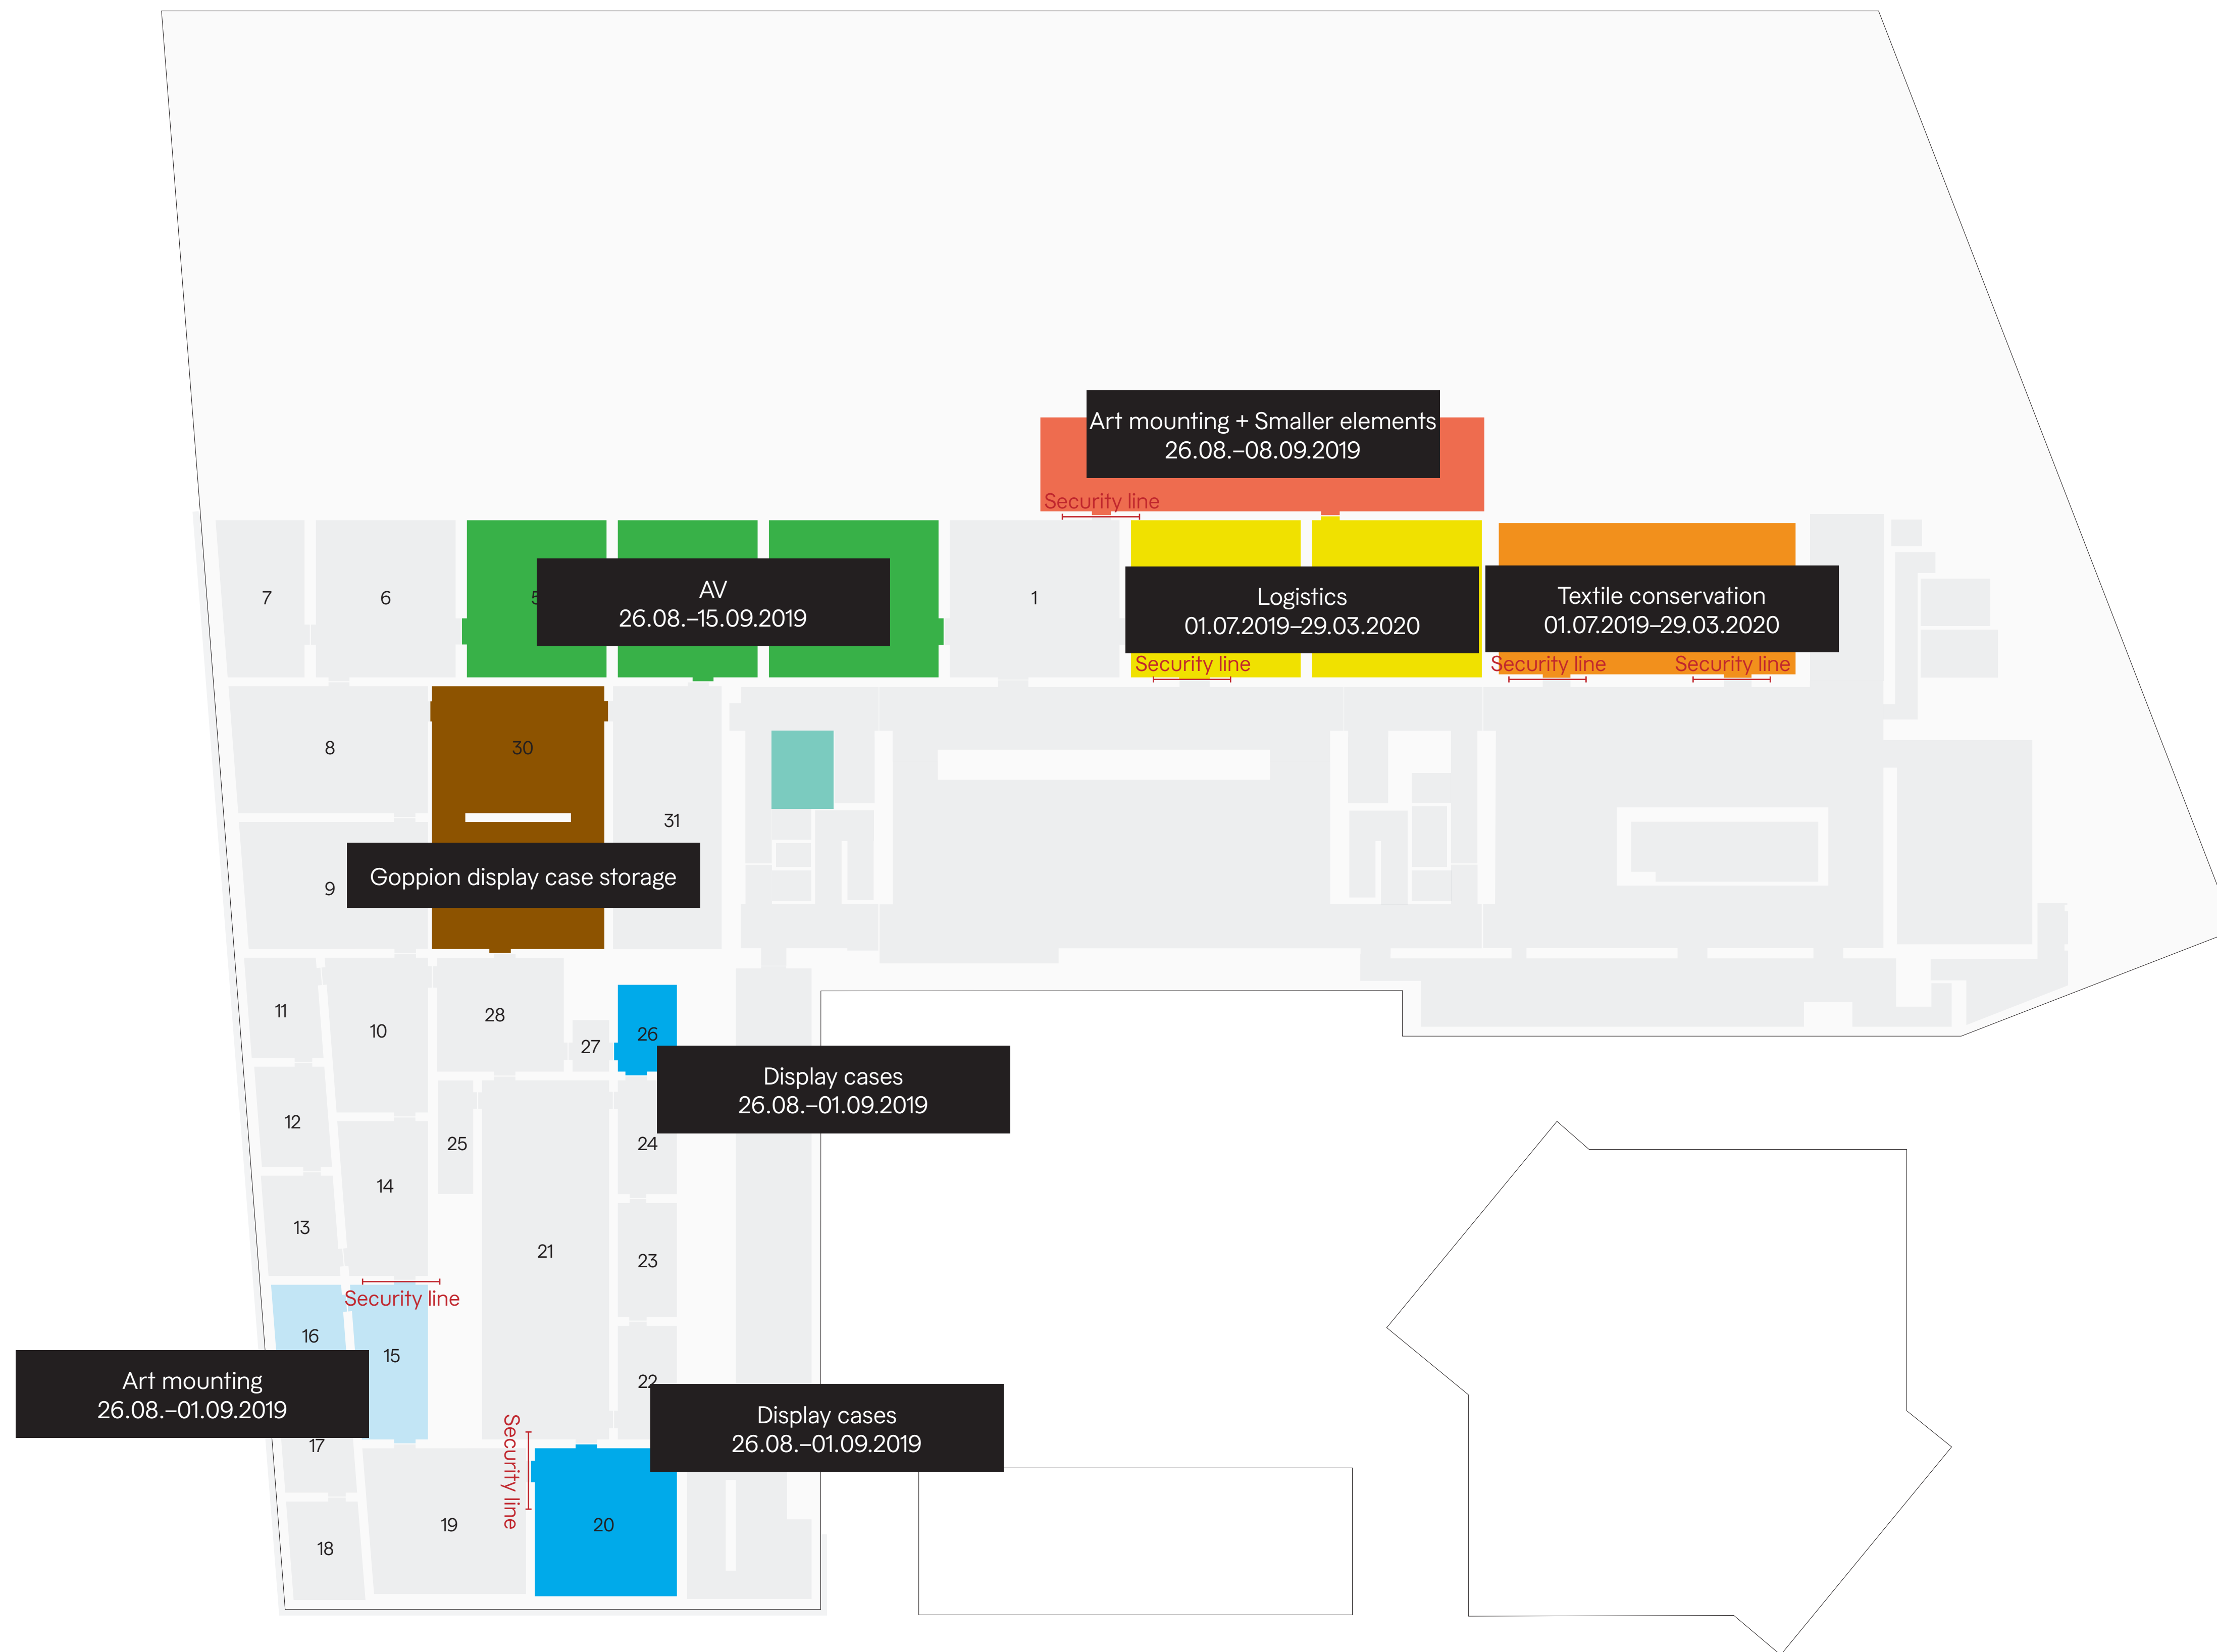 Art mounting + Smaller elements
26.08.–08.09.2019
Security line
7
6
5
AV
26.08.–15.09.2019
1
Logistics
01.07.2019–29.03.2020
Textile conservation
01.07.2019–29.03.2020
Security line
Security line
Security line
8
30
31
9
Goppion display case storage
11
10
28
27
26
Display cases
26.08.–01.09.2019
12
25
24
14
13
21
23
Security line
16
15
22
Art mounting
26.08.–01.09.2019
Display cases
26.08.–01.09.2019
17
Security line
19
20
18